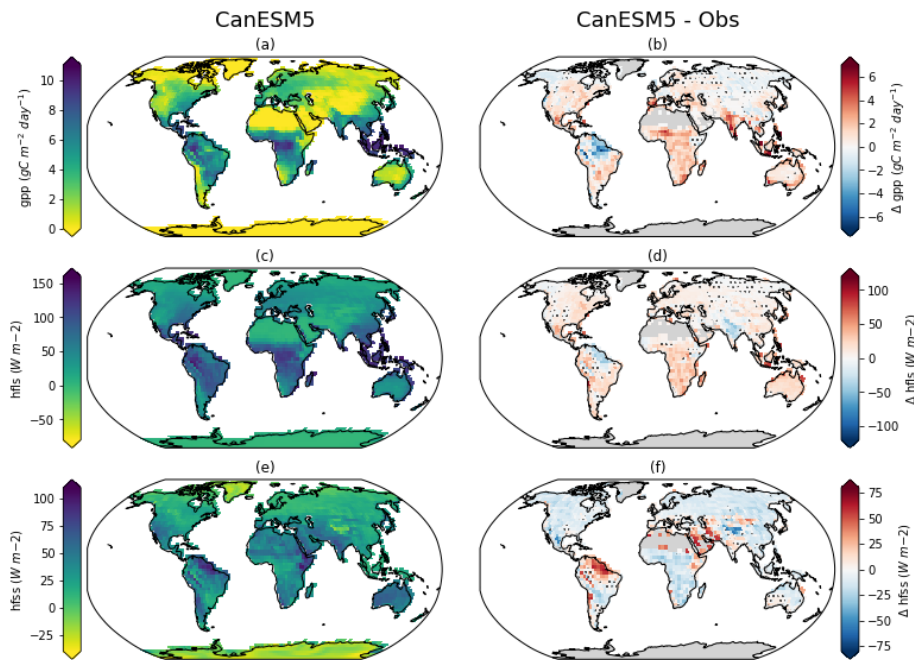 CanESM5
CanESM5 - Obs
(a)
(b)
10
8
6
4
2
0
gpp (gC m⁻² day⁻¹)
6
4
2
0
−2
−4
−6
Δ gpp (gC m⁻² day⁻¹)
(c)
(d)
150
100
50
0
−50
hfls (W m−2)
100
50
0
−50
−100
Δ hfls (W m−2)
(e)
(f)
100
75
50
25
0
−25
hfss (W m−2)
75
50
25
0
−25
−50
−75
Δ hfss (W m−2)